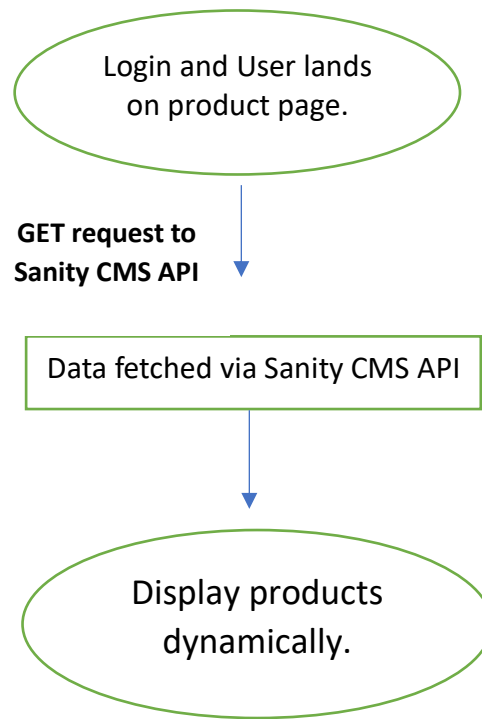 Login and User lands
on product page.
GET request to
Sanity CMS API
Data fetched via Sanity CMS API
Display products
dynamically.